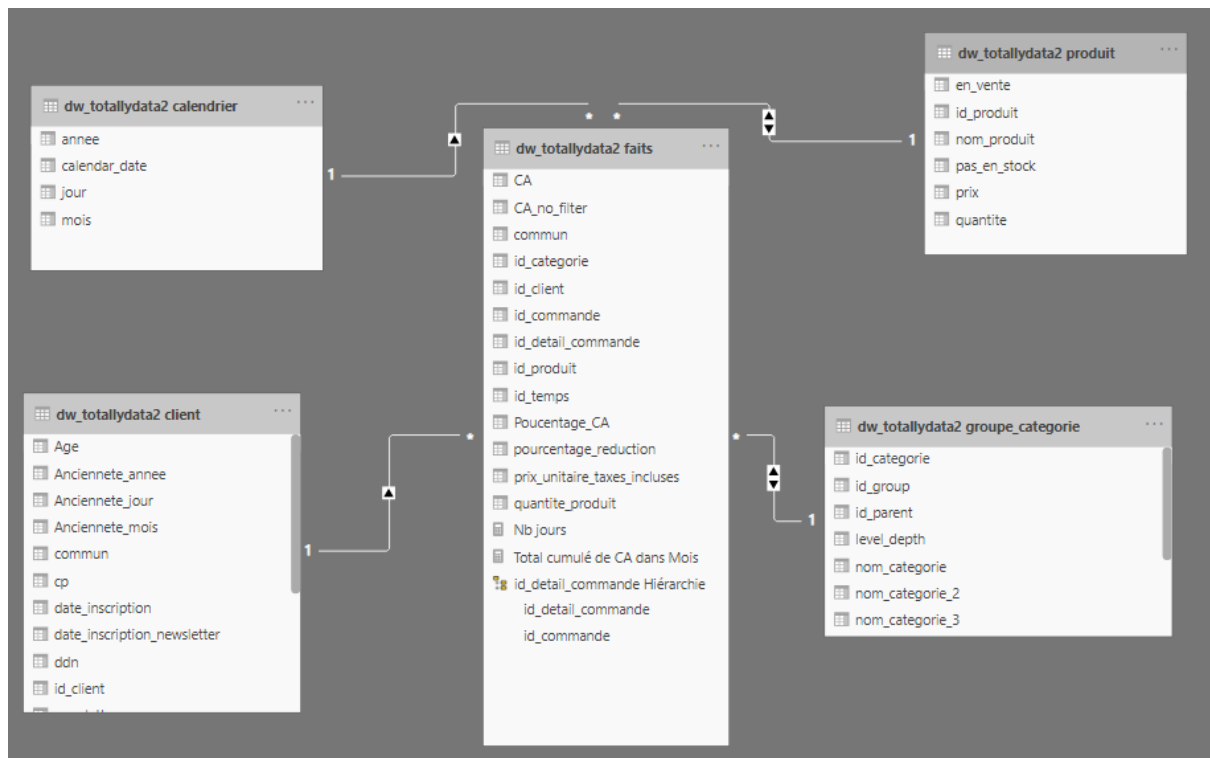 dw_totallydata2 calendrier
annee
calendar_date
jour
mois
1
dw_totallydata2 produit
en_vente
id_produit
nom_produit
pas_en_stock
prix
quantite
1
* *
dw_totallydata2 faits
CA
CA_no_filter
commun
id_categorie
id_client
id_commande
id_detail_commande
id_produit
id_temps
Poucentage_CA
pourcentage_reduction
prix_unitaire_taxes_incluses
quantite_produit
Nb jours
Total cumulé de CA dans Mois
id_detail_commande Hiérarchie
id_detail_commande
id_commande
dw_totallydata2 client
Age
Anciennete_annee
Anciennete_jour
Anciennete_mois
commun
cp
date_inscription
date_inscription_newsletter
ddn
id_client
1
*
dw_totallydata2 groupe_categorie
id_categorie
id_group
id_parent
level_depth
nom_categorie
nom_categorie_2
nom_categorie_3
*
1